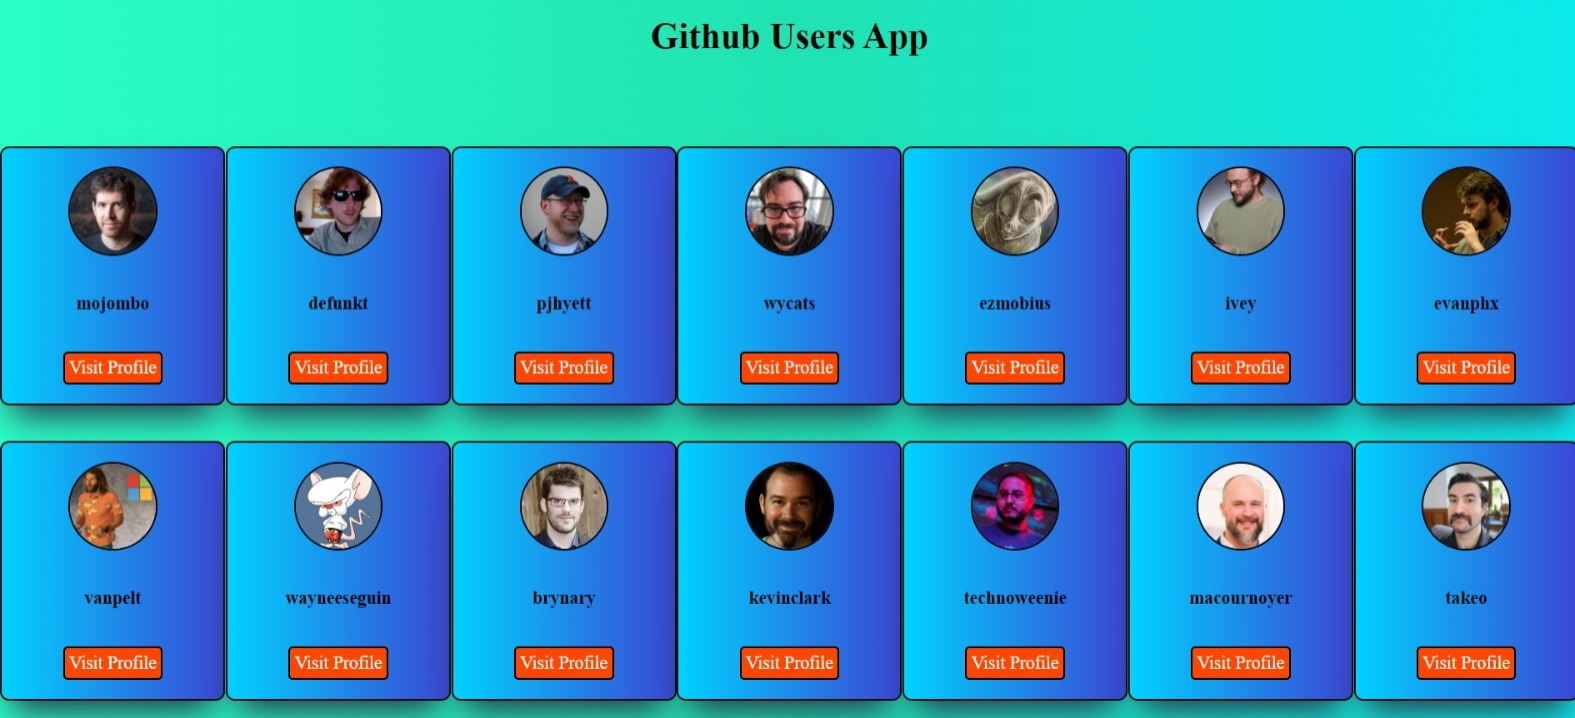 Github Users App
mojombo defunkt pjhyett wycats ezmobius ivey evanphx
Visit Profile Visit Profile Visit Profile Visit Profile Visit Profile Visit Profile Visit Profile
vanpelt wayneeseguin brynary kevinclark technoweenie macournoyer takeo
Visit Profile Visit Profile Visit Profile Visit Profile Visit Profile Visit Profile Visit Profile